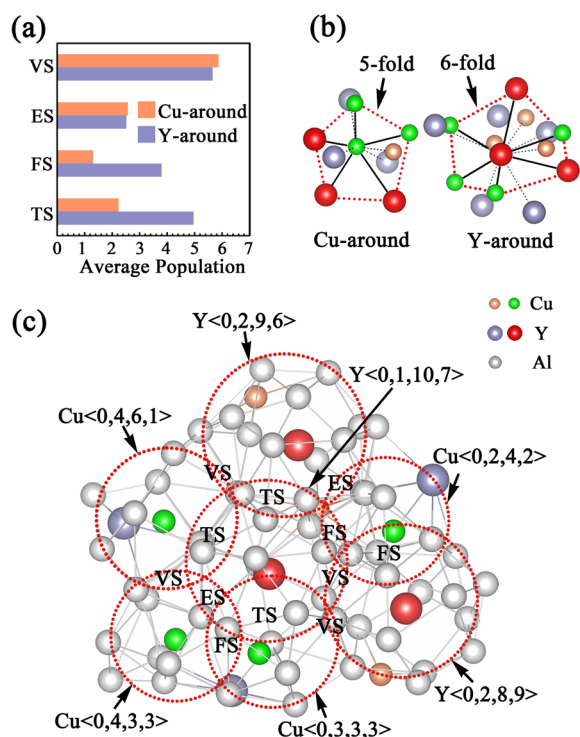 (a)
VS
ES
FS
TS
Cu-around
Y-around
0 1 2 3 4 5 6 7
Average Population
(b)
5-fold
6-fold
Cu-around
Y-around
(c)
Cu
Y
Al
Y<0,2,9,6>
Y<0,1,10,7>
Cu<0,4,6,1>
Cu<0,2,4,2>
VS
TS
ES
TS
FS
FS
VS
VS
ES
TS
VS
FS
Cu<0,4,3,3>
Cu<0,3,3,3>
Y<0,2,8,9>